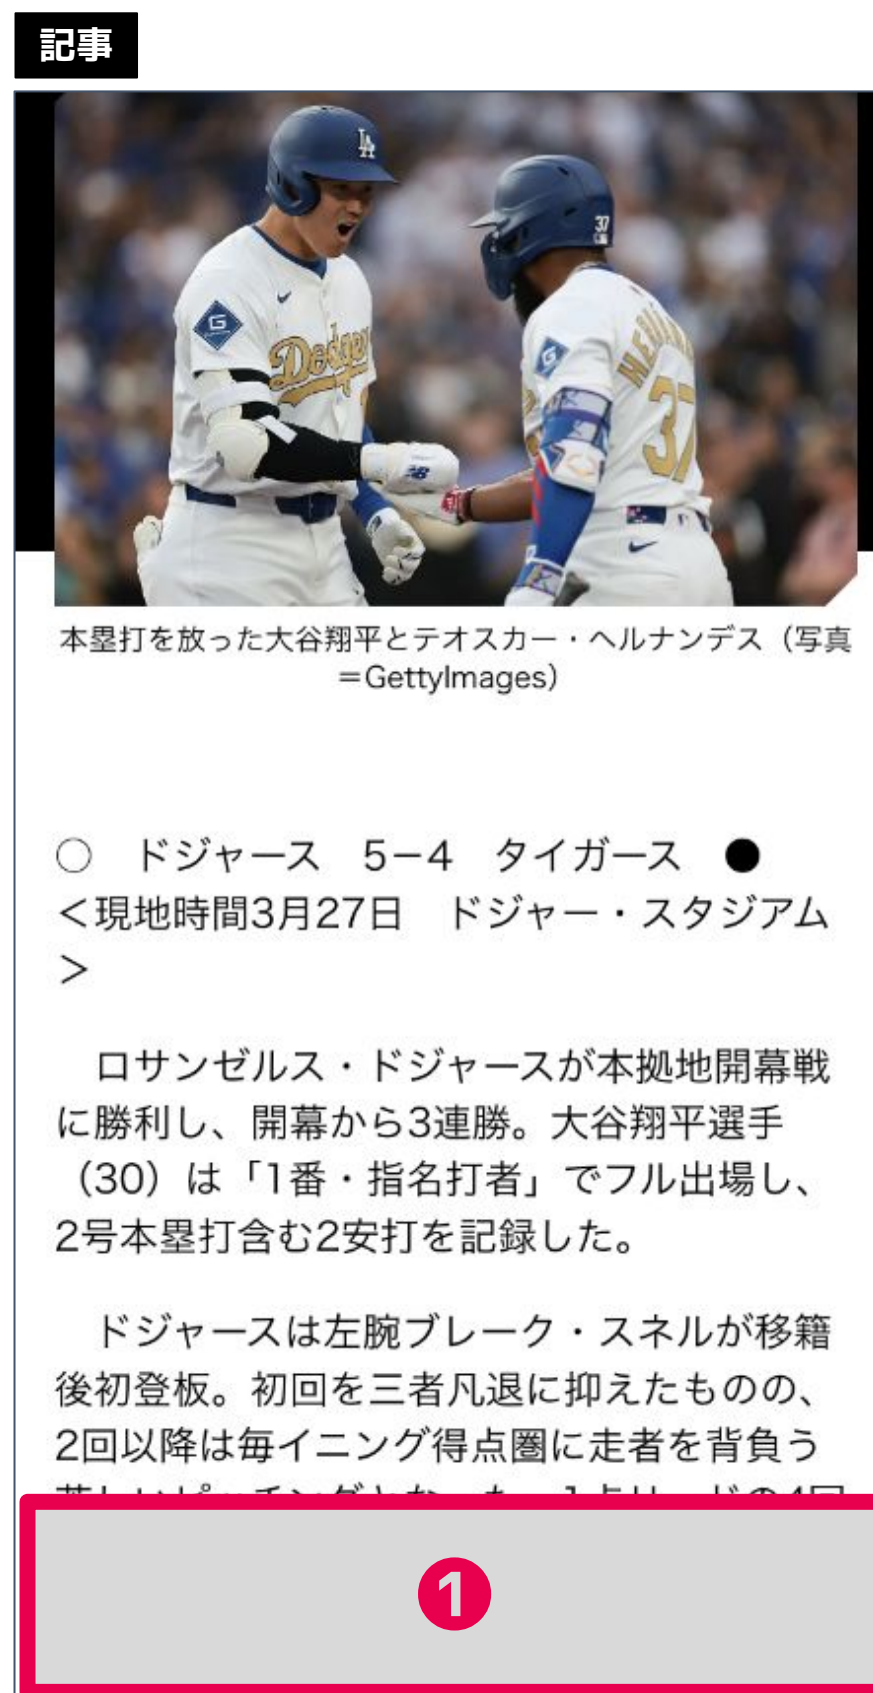 記事
LA
37
G
Dodgers
G
37
本塁打を放った大谷翔平とテオスカー・ヘルナンデス（写真
＝GettyImages）
○　ドジャース　5−4　タイガース　●
＜現地時間3月27日　ドジャー・スタジアム
＞
　ロサンゼルス・ドジャースが本拠地開幕戦
に勝利し、開幕から3連勝。大谷翔平選手
（30）は「1番・指名打者」でフル出場し、
2号本塁打含む2安打を記録した。
　ドジャースは左腕ブレーク・スネルが移籍
後初登板。初回を三者凡退に抑えたものの、
2回以降は毎イニング得点圏に走者を背負う
1